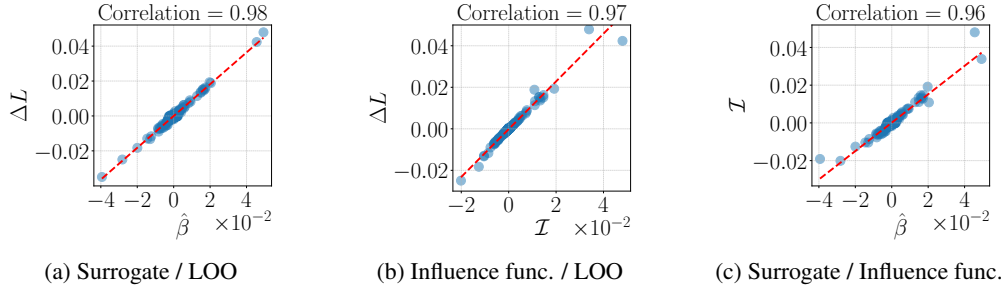 Correlation = 0.98
0.04
0.02
0.00
−0.02
ΔL
−4 −2 0 2 4
β̂ ×10⁻²
(a) Surrogate / LOO
Correlation = 0.97
0.04
0.02
0.00
−0.02
ΔL
−2 0 2 4
𝓘 ×10⁻²
(b) Influence func. / LOO
Correlation = 0.96
0.04
0.02
0.00
−0.02
𝓘
−4 −2 0 2 4
β̂ ×10⁻²
(c) Surrogate / Influence func.